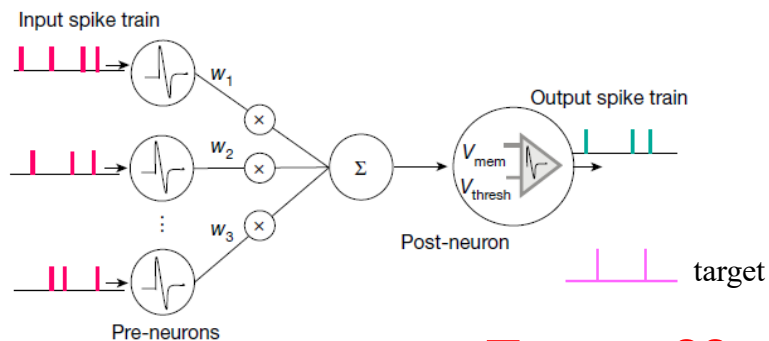 Input spike train
w1
×
Output spike train
w2
×
Σ
Vmem
Vthresh
⋮
w3
×
Post-neuron
target
Pre-neurons